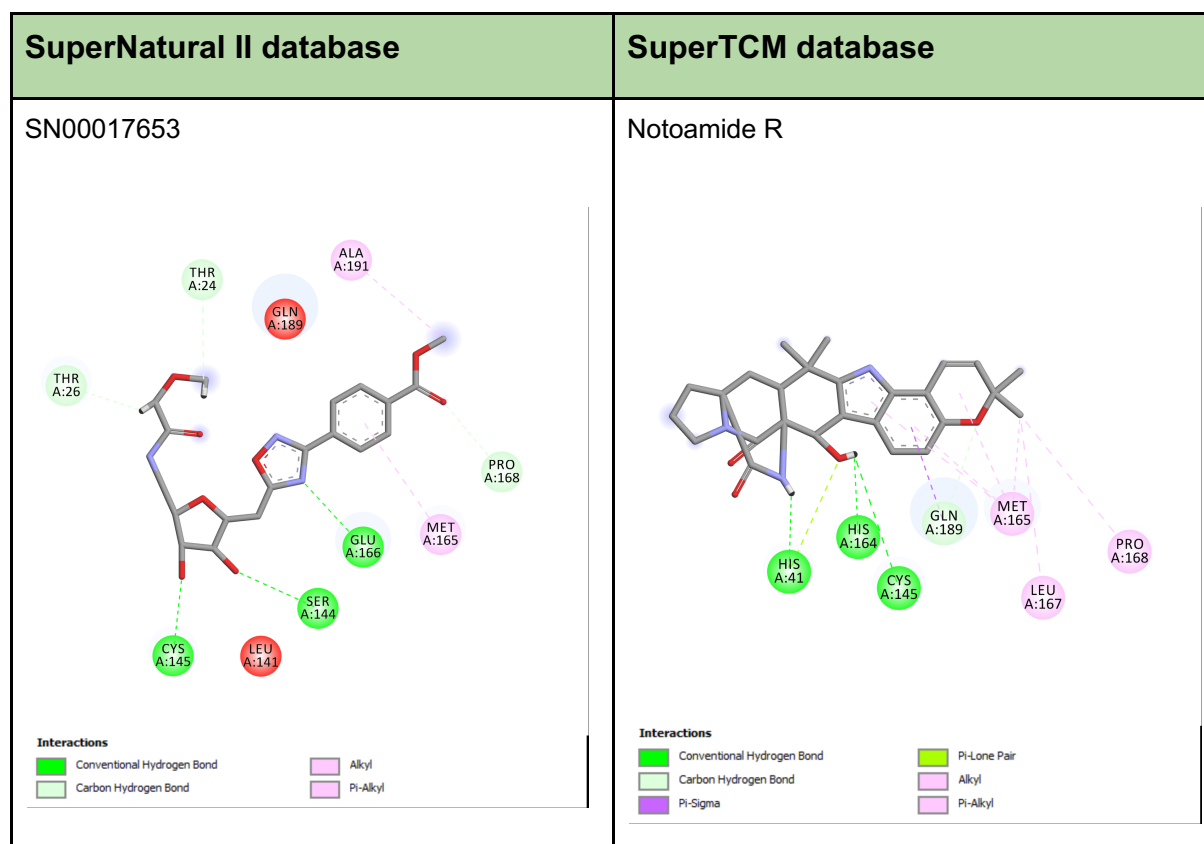 SuperNatural II database
SuperTCM database
SN00017653
THR
A:24
ALA
A:191
GLN
A:189
THR
A:26
PRO
A:168
GLU
A:166
MET
A:165
SER
A:144
CYS
A:145
LEU
A:141
Interactions
Conventional Hydrogen Bond
Carbon Hydrogen Bond
Alkyl
Pi-Alkyl
Notoamide R
GLN
A:189
MET
A:165
HIS
A:164
PRO
A:168
HIS
A:41
CYS
A:145
LEU
A:167
Interactions
Conventional Hydrogen Bond
Carbon Hydrogen Bond
Pi-Sigma
Pi-Lone Pair
Alkyl
Pi-Alkyl